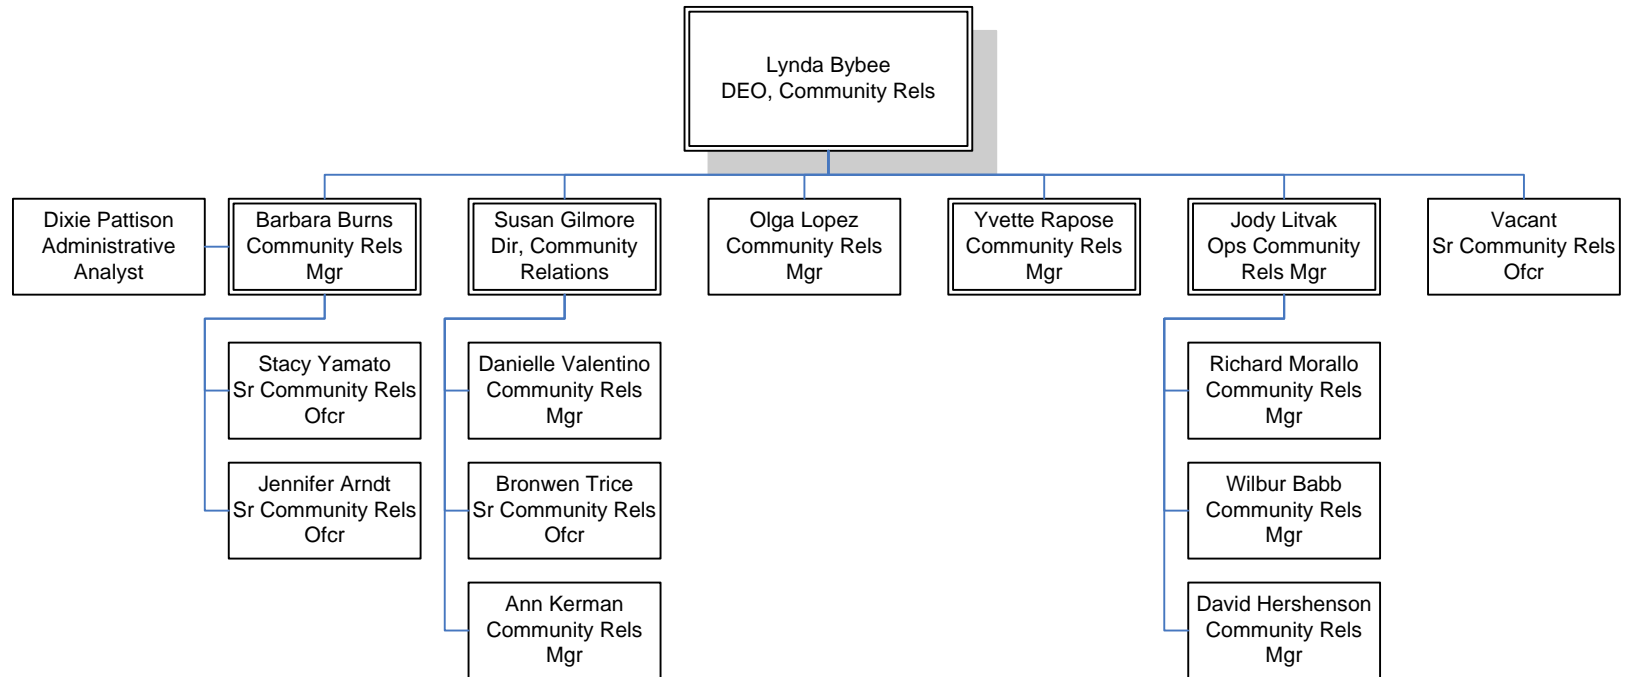 Lynda Bybee
DEO, Community Rels
Dixie Pattison
Administrative
Analyst
Barbara Burns
Community Rels
Mgr
Susan Gilmore
Dir, Community
Relations
Olga Lopez
Community Rels
Mgr
Yvette Rapose
Community Rels
Mgr
Jody Litvak
Ops Community
Rels Mgr
Vacant
Sr Community Rels
Ofcr
Stacy Yamato
Sr Community Rels
Ofcr
Danielle Valentino
Community Rels
Mgr
Richard Morallo
Community Rels
Mgr
Jennifer Arndt
Sr Community Rels
Ofcr
Bronwen Trice
Sr Community Rels
Ofcr
Wilbur Babb
Community Rels
Mgr
Ann Kerman
Community Rels
Mgr
David Hershenson
Community Rels
Mgr